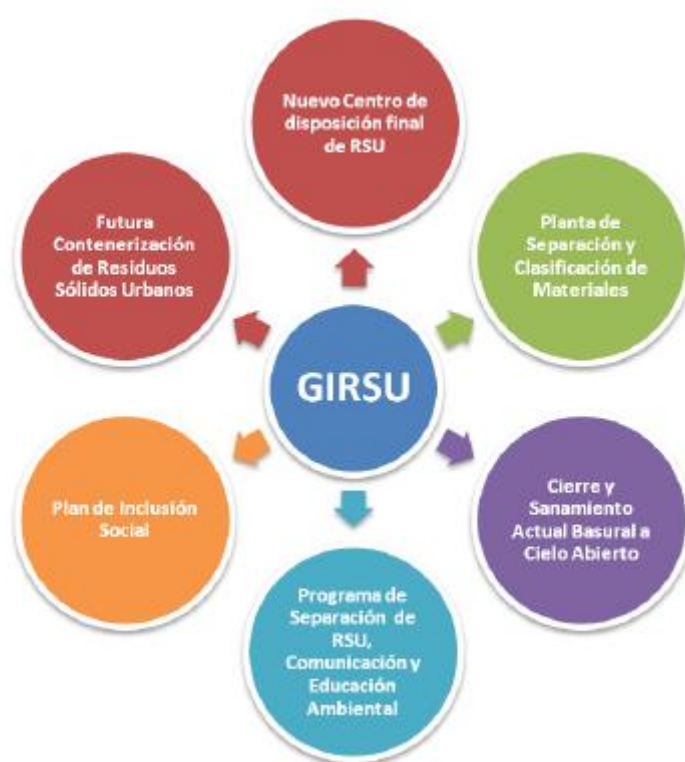 Nuevo Centro de
disposición final
de RSU
Futura
Contenerización
de Residuos
Sólidos Urbanos
Planta de
Separación y
Clasificación de
Materiales
GIRSU
Plan de Inclusión
Social
Cierre y
Sanamiento
Actual Basural a
Cielo Abierto
Programa de
Separación de
RSU,
Comunicación y
Educación
Ambiental